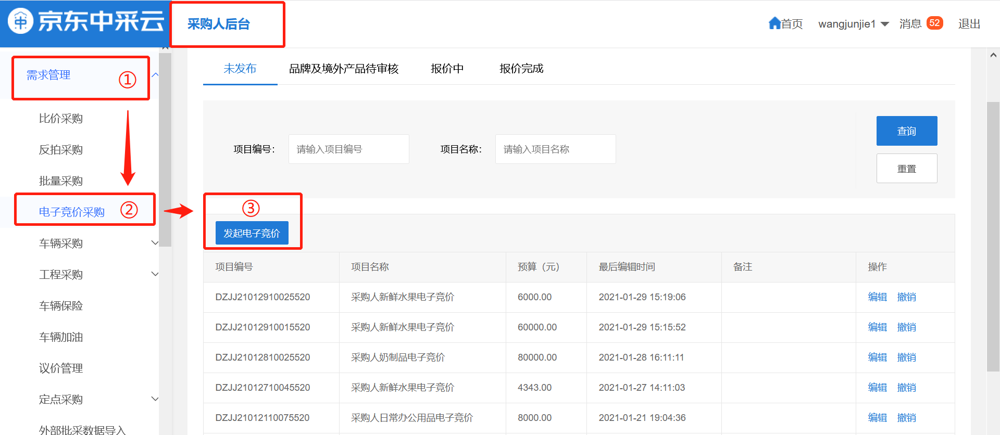 京东中采云
采购人后台
首页 wangjunjie1 消息 52 退出
需求管理 ①
比价采购
反拍采购
批量采购
电子竞价采购 ②
车辆采购
工程采购
车辆保险
车辆加油
议价管理
定点采购
外部批采数据导入
未发布 品牌及境外产品待审核 报价中 报价完成
项目编号： 请输入项目编号 项目名称： 请输入项目名称
查询
重置
③
发起电子竞价
项目编号 项目名称 预算（元） 最后编辑时间 备注 操作
DZJJ21012910025520 采购人新鲜水果电子竞价 6000.00 2021-01-29 15:19:06 编辑 撤销
DZJJ21012910015520 采购人新鲜水果电子竞价 60000.00 2021-01-29 15:15:52 编辑 撤销
DZJJ21012810025520 采购人奶制品电子竞价 80000.00 2021-01-28 16:11:11 编辑 撤销
DZJJ21012710045520 采购人新鲜水果电子竞价 4343.00 2021-01-27 14:11:03 编辑 撤销
DZJJ21012110075520 采购人日常办公用品电子竞价 8000.00 2021-01-21 19:04:36 编辑 撤销